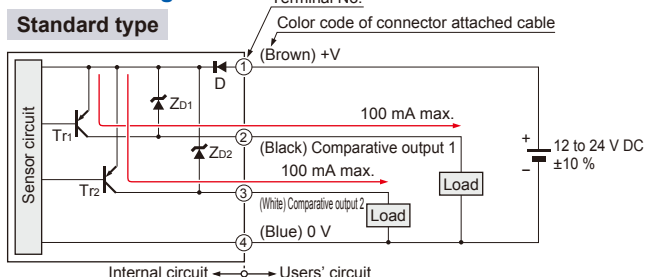 Terminal No.
Standard type
Color code of connector attached cable
1
(Brown) +V
D
ZD1
100 mA max.
Sensor circuit
Tr1
2
(Black) Comparative output 1
+
12 to 24 V DC
±10 %
−
ZD2
100 mA max.
Load
Tr2
3
(White) Comparative output 2
Load
4
(Blue) 0 V
Internal circuit
Users' circuit